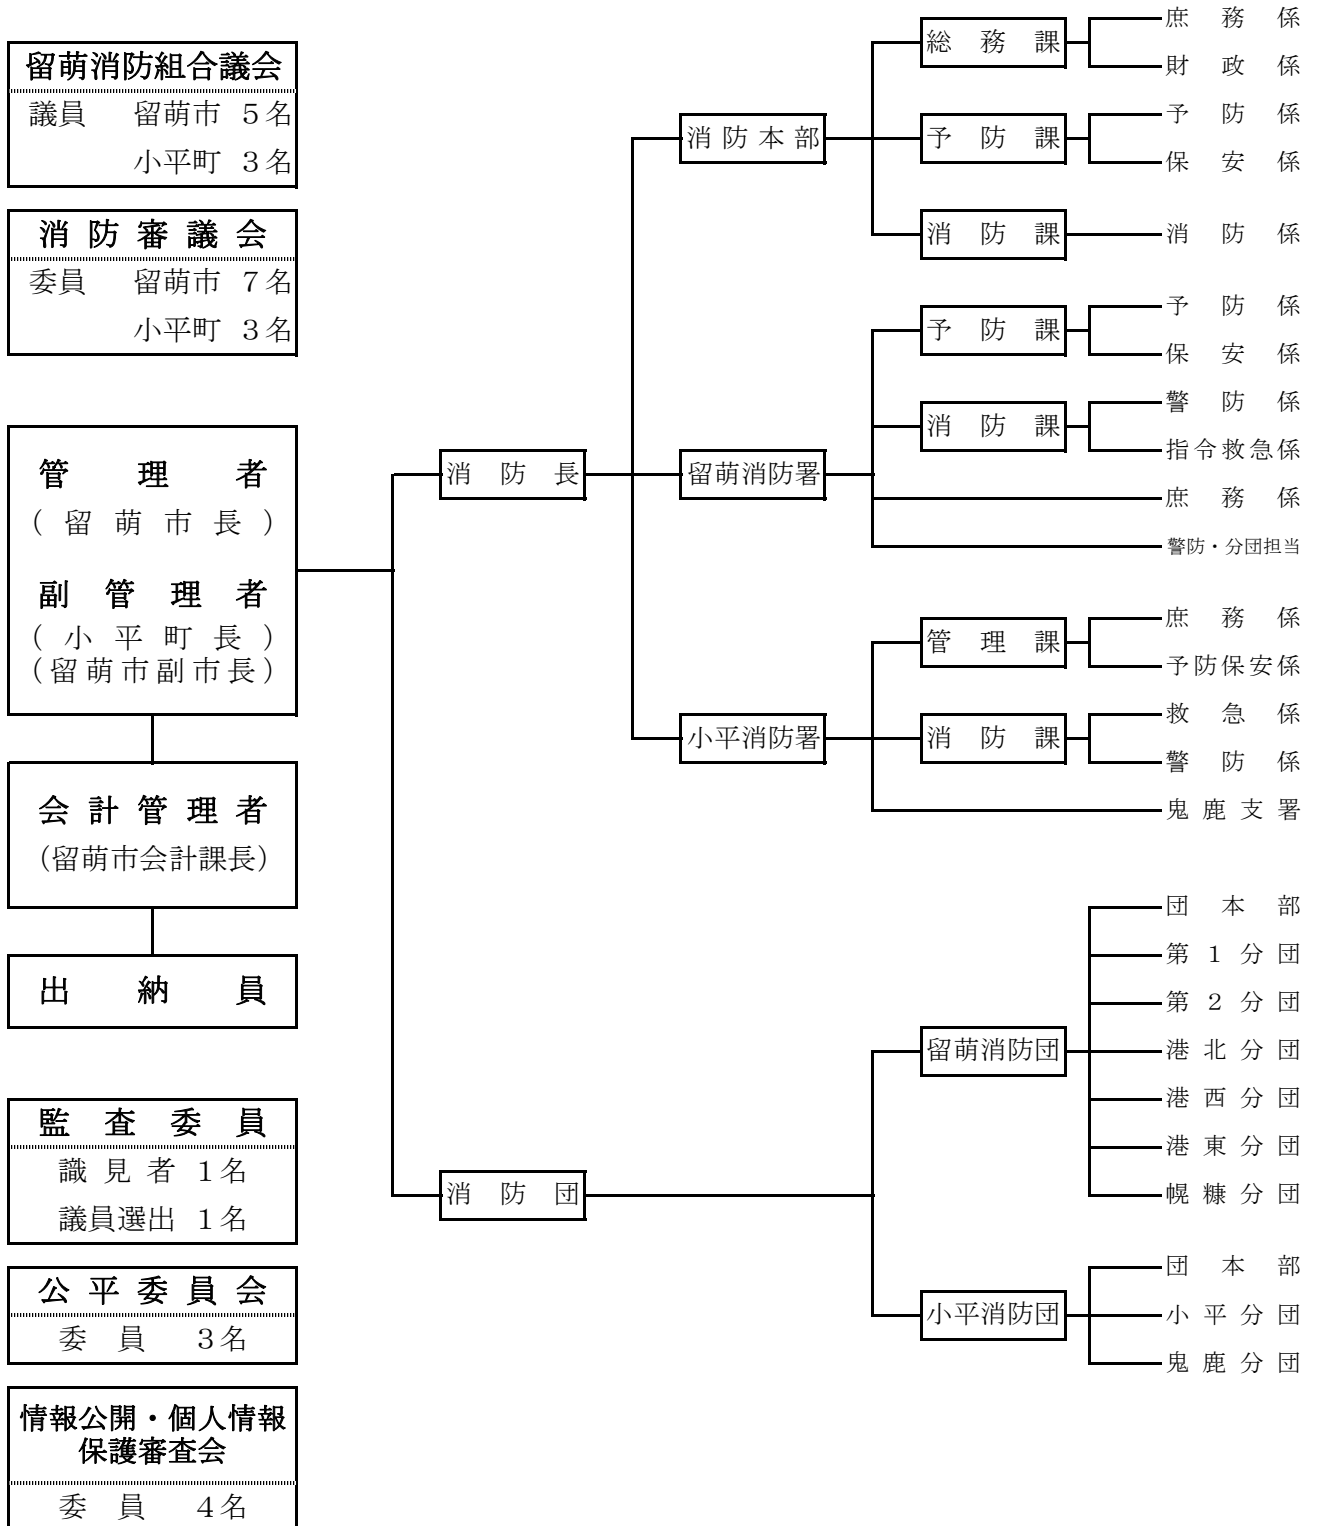 留萌消防組合議会
議員 留萌市 5名
小平町 3名
消防審議会
委員 留萌市 7名
小平町 3名
管理者
(留萌市長)
副管理者
(小平町長)
(留萌市副市長)
会計管理者
(留萌市会計課長)
出納員
監査委員
識見者 1名
議員選出 1名
公平委員会
委員 3名
情報公開・個人情報
保護審査会
委員 4名
消防長
消防本部
総務課
庶務係
財政係
予防課
予防係
保安係
消防課
消防係
留萌消防署
予防課
予防係
保安係
消防課
警防係
指令救急係
庶務係
警防・分団担当
小平消防署
管理課
庶務係
予防保安係
消防課
救急係
警防係
鬼鹿支署
消防団
留萌消防団
団本部
第1分団
第2分団
港北分団
港西分団
港東分団
幌糠分団
小平消防団
団本部
小平分団
鬼鹿分団